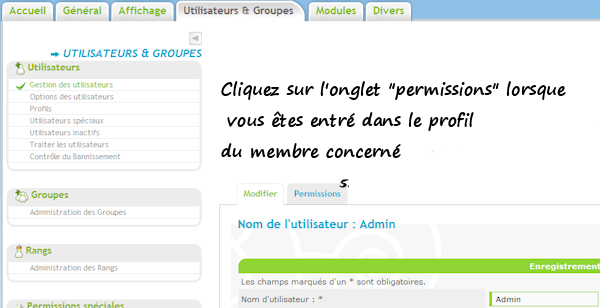 Accueil Général Affichage Utilisateurs & Groupes Modules Divers
UTILISATEURS & GROUPES
Utilisateurs
Gestion des utilisateurs
Options des utilisateurs
Profils
Utilisateurs spéciaux
Utilisateurs inactifs
Traiter les utilisateurs
Contrôle du Bannissement
Groupes
Administration des Groupes
Rangs
Administration des Rangs
Permissions spéciales
Cliquez sur l'onglet "permissions" lorsque
vous êtes entré dans le profil
du membre concerné
5.
Modifier Permissions
Nom de l'utilisateur : Admin
Enregistrement
Les champs marqués d'un * sont obligatoires.
Nom d'utilisateur : * Admin